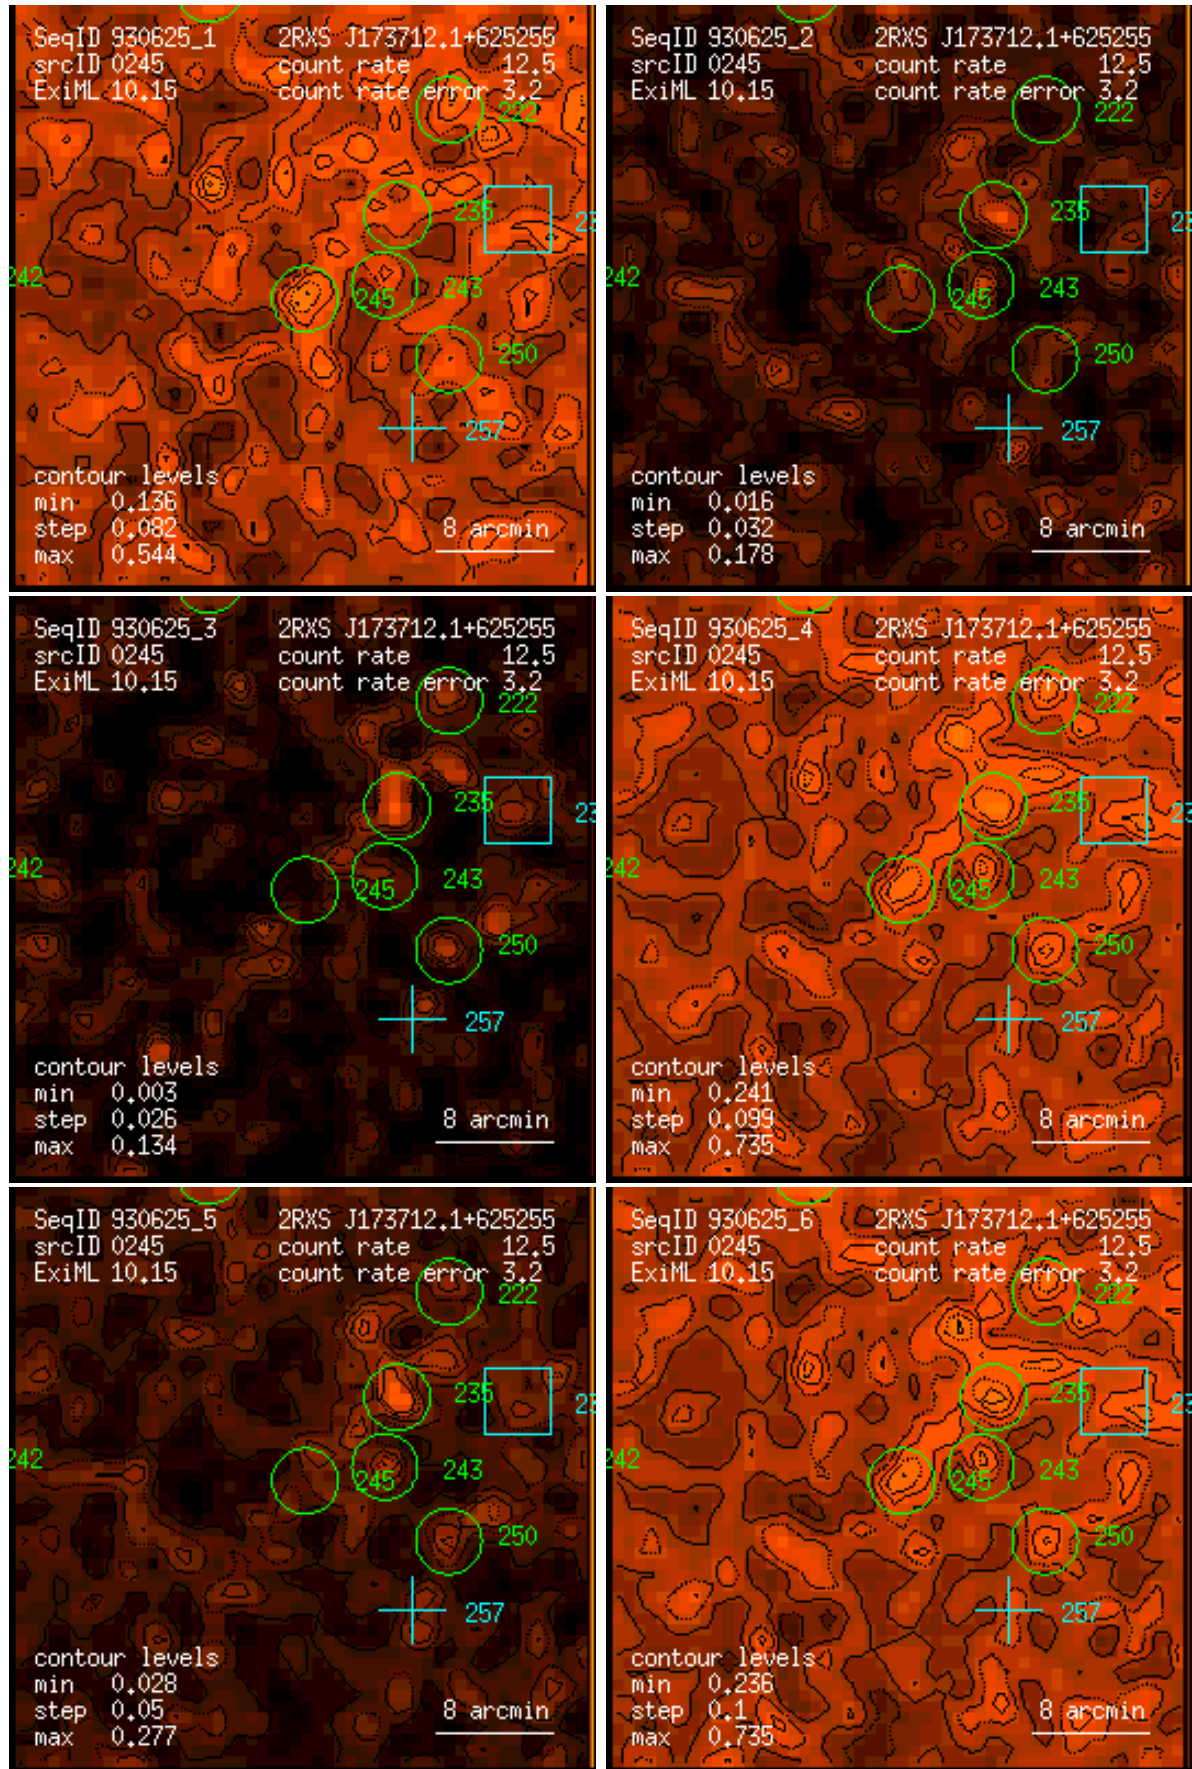 SeqID 930625_1 2RXS J173712.1+625255
srcID 0245 count rate 12.5
ExiML 10.15 count rate error 3.2
222
235
23
242
245 243
250
257
contour levels
min 0.136
step 0.082 8 arcmin
max 0.544
SeqID 930625_2 2RXS J173712.1+625255
srcID 0245 count rate 12.5
ExiML 10.15 count rate error 3.2
222
235
23
242
245 243
250
257
contour levels
min 0.016
step 0.032 8 arcmin
max 0.178
SeqID 930625_3 2RXS J173712.1+625255
srcID 0245 count rate 12.5
ExiML 10.15 count rate error 3.2
222
235
23
242
245 243
250
257
contour levels
min 0.003
step 0.026 8 arcmin
max 0.134
SeqID 930625_4 2RXS J173712.1+625255
srcID 0245 count rate 12.5
ExiML 10.15 count rate error 3.2
222
235
23
242
245 243
250
257
contour levels
min 0.241
step 0.099 8 arcmin
max 0.735
SeqID 930625_5 2RXS J173712.1+625255
srcID 0245 count rate 12.5
ExiML 10.15 count rate error 3.2
222
235
23
242
245 243
250
257
contour levels
min 0.028
step 0.05 8 arcmin
max 0.277
SeqID 930625_6 2RXS J173712.1+625255
srcID 0245 count rate 12.5
ExiML 10.15 count rate error 3.2
222
235
23
242
245 243
250
257
contour levels
min 0.236
step 0.1 8 arcmin
max 0.735